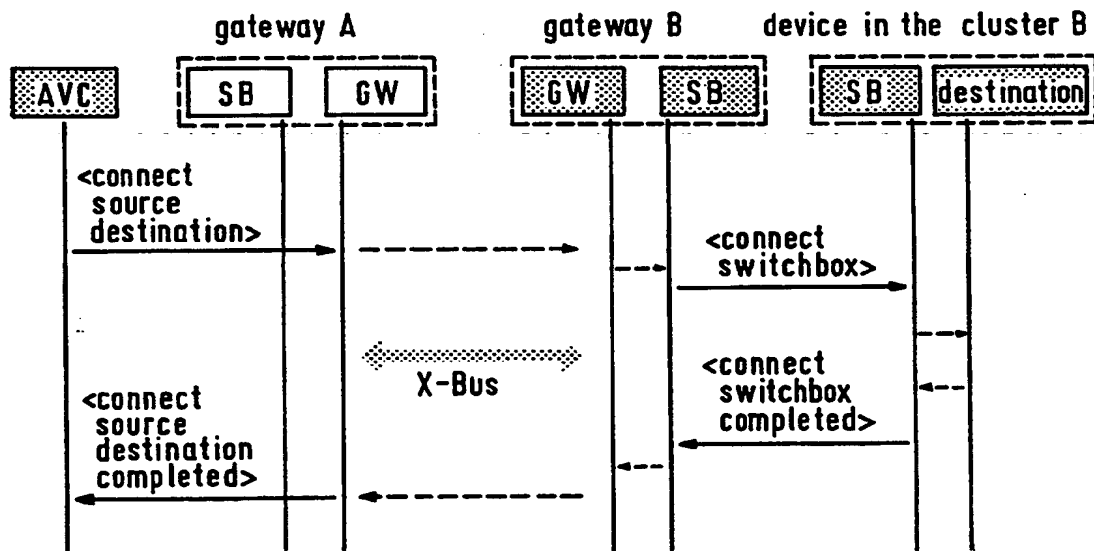 gateway A
gateway B
device in the cluster B
AVC
SB
GW
GW
SB
SB
destination
<connect
source
destination>
<connect
switchbox>
X-Bus
<connect
switchbox
completed>
<connect
source
destination
completed>